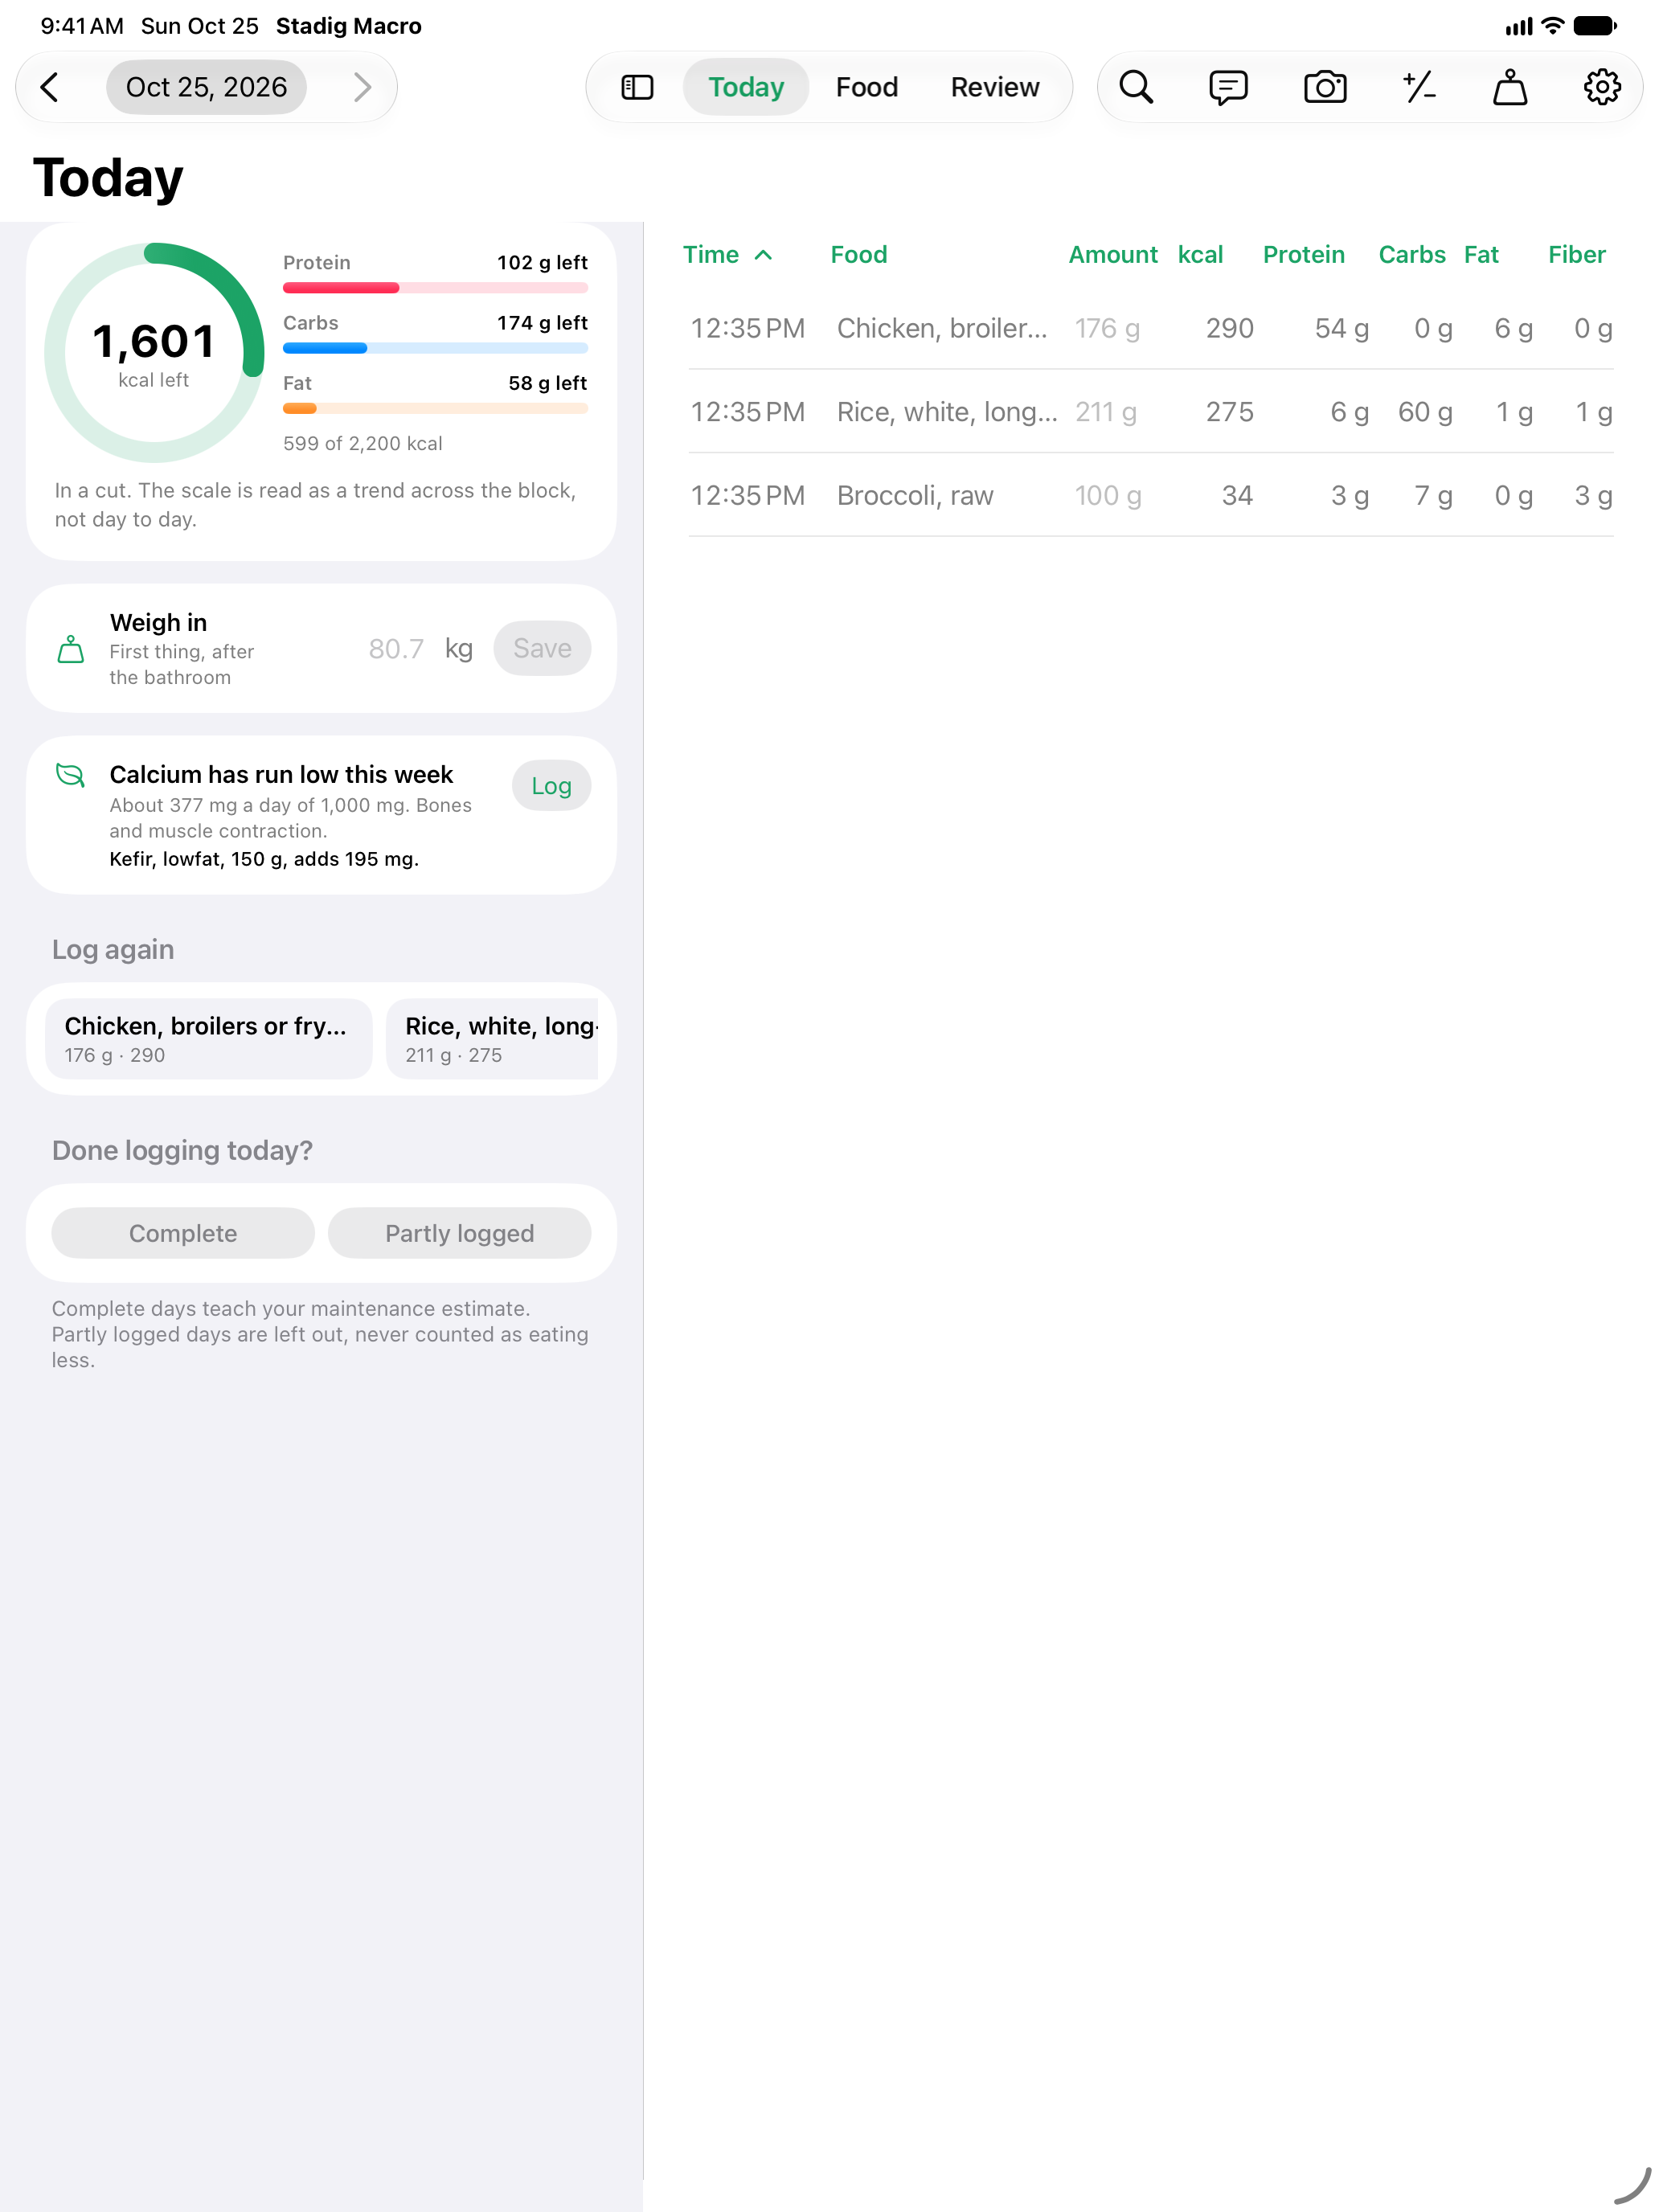 9:41 AM Sun Oct 25 Stadig Macro
Oct 25, 2026
Today Food Review
Today
1,601
kcal left
Protein 102 g left
Carbs 174 g left
Fat 58 g left
599 of 2,200 kcal
In a cut. The scale is read as a trend across the block,
not day to day.
Weigh in
First thing, after
the bathroom
80.7 kg Save
Calcium has run low this week
About 377 mg a day of 1,000 mg. Bones
and muscle contraction.
Kefir, lowfat, 150 g, adds 195 mg.
Log
Log again
Chicken, broilers or fry...
176 g · 290
Rice, white, long-
211 g · 275
Done logging today?
Complete Partly logged
Complete days teach your maintenance estimate.
Partly logged days are left out, never counted as eating
less.
Time Food Amount kcal Protein Carbs Fat Fiber
12:35 PM Chicken, broiler... 176 g 290 54 g 0 g 6 g 0 g
12:35 PM Rice, white, long... 211 g 275 6 g 60 g 1 g 1 g
12:35 PM Broccoli, raw 100 g 34 3 g 7 g 0 g 3 g